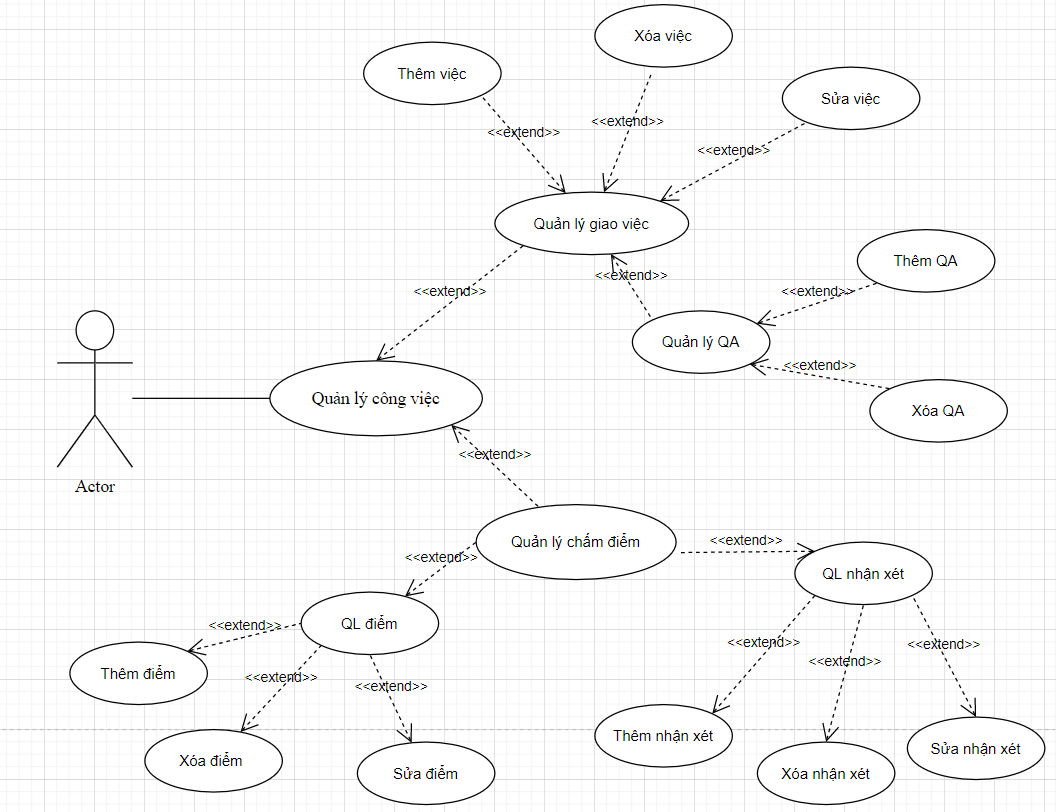 Xóa việc
Thêm việc
Sửa việc
<<extend>>
<<extend>>
<<extend>>
Quản lý giao việc
Thêm QA
<<extend>>
<<extend>>
<<extend>>
Quản lý QA
<<extend>>
Quản lý công việc
Xóa QA
<<extend>>
Actor
Quản lý chấm điểm
<<extend>>
<<extend>>
QL nhận xét
QL điểm
<<extend>>
<<extend>>
<<extend>>
<<extend>>
Thêm điểm
<<extend>>
<<extend>>
Thêm nhận xét
Sửa nhận xét
Xóa điểm
Sửa điểm
Xóa nhận xét